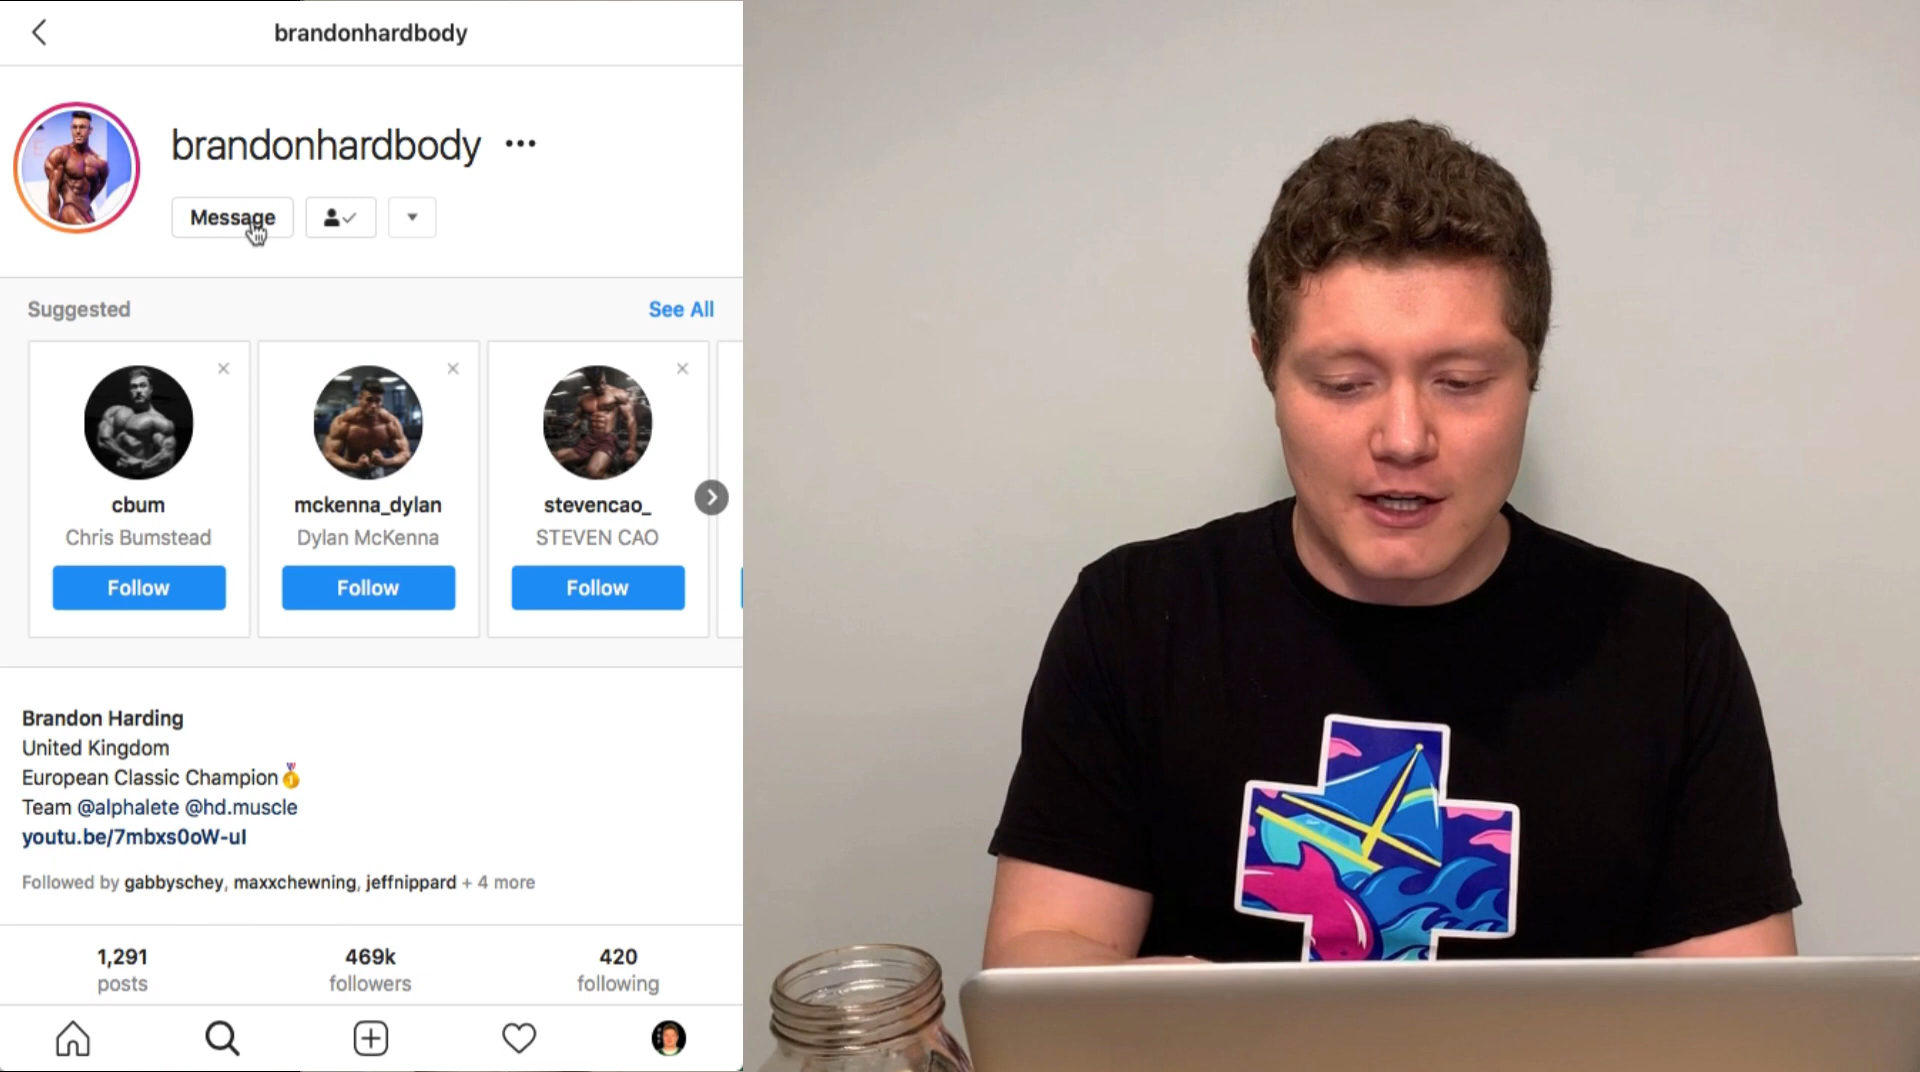 brandonhardbody
brandonhardbody
Message
Suggested
See All
cbum
Chris Bumstead
Follow
mckenna_dylan
Dylan McKenna
Follow
stevencao_
STEVEN CAO
Follow
Brandon Harding
United Kingdom
European Classic Champion🏅
Team @alphalete @hd.muscle
youtu.be/7mbxs0oW-uI
Followed by gabbyschey, maxxchewning, jeffnippard + 4 more
1,291
posts
469k
followers
420
following